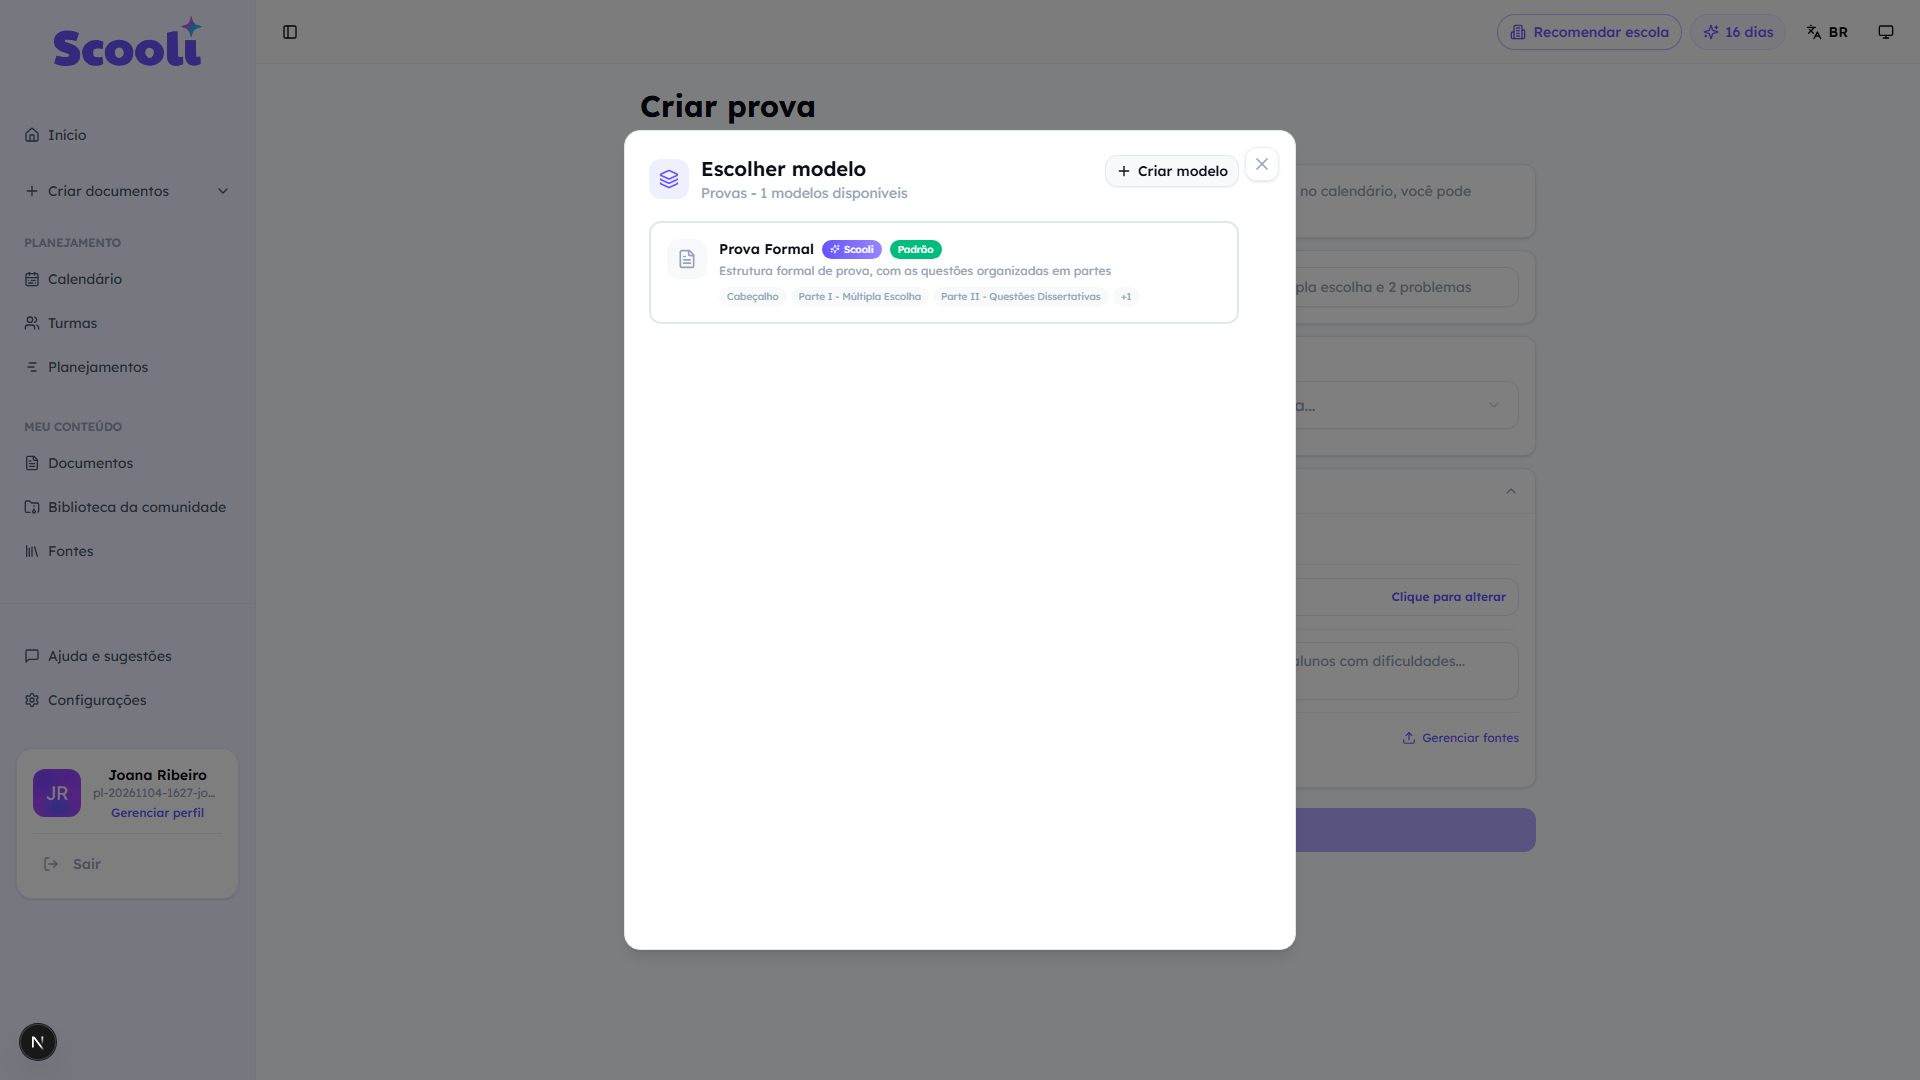 Scooli
Recomendar escola
16 dias
BR
Início
Criar documentos
PLANEJAMENTO
Calendário
Turmas
Planejamentos
MEU CONTEÚDO
Documentos
Biblioteca da comunidade
Fontes
Ajuda e sugestões
Configurações
JR
Joana Ribeiro
pl-20261104-1627-jo...
Gerenciar perfil
Sair
N
Criar prova
Escolher modelo
Provas - 1 modelos disponíveis
Criar modelo
Prova Formal
Scooli
Padrão
Estrutura formal de prova, com as questões organizadas em partes
Cabeçalho
Parte I - Múltipla Escolha
Parte II - Questões Dissertativas
+1
no calendário, você pode
pla escolha e 2 problemas
a...
Clique para alterar
alunos com dificuldades...
Gerenciar fontes